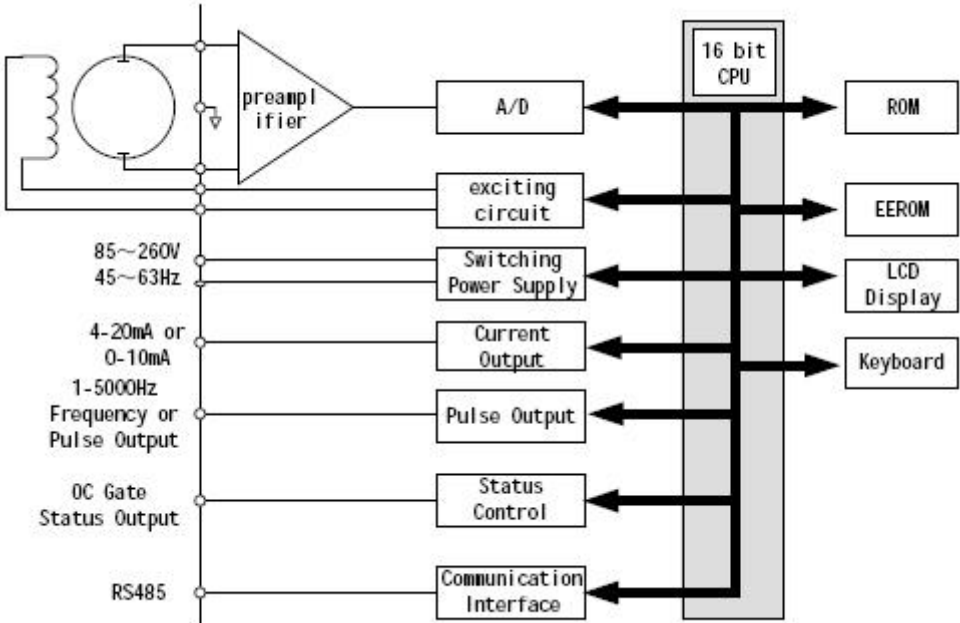 16 bit
CPU
preampl
ifier
A/D
ROM
exciting
circuit
EEROM
85～260V
45～63Hz
Switching
Power Supply
LCD
Display
4-20mA or
0-10mA
Current
Output
Keyboard
1-5000Hz
Frequency or
Pulse Output
Pulse Output
OC Gate
Status Output
Status
Control
RS485
Communication
Interface